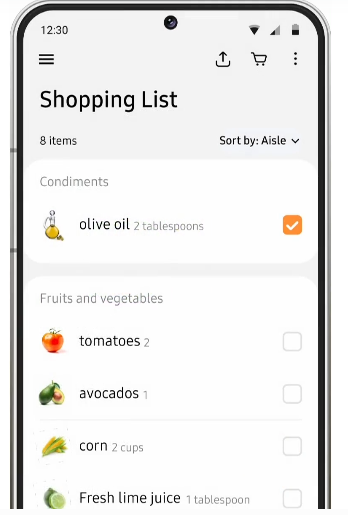 12:30
Shopping List
8 items Sort by: Aisle
Condiments
olive oil 2 tablespoons
Fruits and vegetables
tomatoes 2
avocados 1
corn 2 cups
Fresh lime juice 1 tablespoon